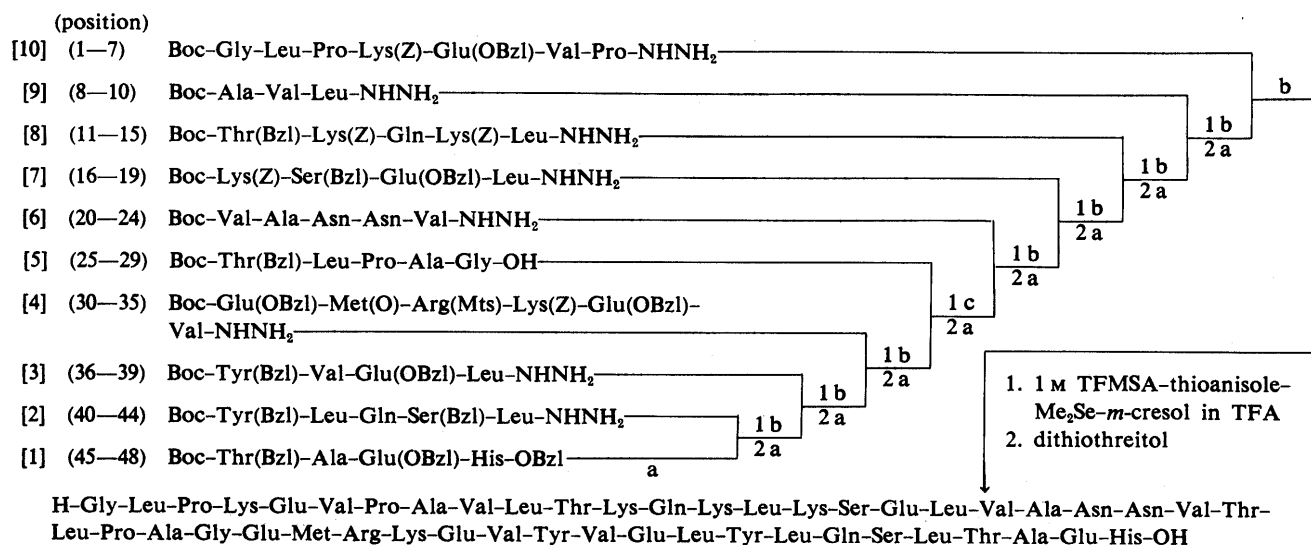 (position)
[10] (1—7) Boc–Gly–Leu–Pro–Lys(Z)–Glu(OBzl)–Val–Pro–NHNH₂
b
[9] (8—10) Boc–Ala–Val–Leu–NHNH₂
1 b
2 a
[8] (11—15) Boc–Thr(Bzl)–Lys(Z)–Gln–Lys(Z)–Leu–NHNH₂
1 b
2 a
[7] (16—19) Boc–Lys(Z)–Ser(Bzl)–Glu(OBzl)–Leu–NHNH₂
1 b
2 a
[6] (20—24) Boc–Val–Ala–Asn–Asn–Val–NHNH₂
1 b
2 a
[5] (25—29) Boc–Thr(Bzl)–Leu–Pro–Ala–Gly–OH
1 c
2 a
[4] (30—35) Boc–Glu(OBzl)–Met(O)–Arg(Mts)–Lys(Z)–Glu(OBzl)–
Val–NHNH₂
1 b
2 a
[3] (36—39) Boc–Tyr(Bzl)–Val–Glu(OBzl)–Leu–NHNH₂
1 b
2 a
[2] (40—44) Boc–Tyr(Bzl)–Leu–Gln–Ser(Bzl)–Leu–NHNH₂
1 b
2 a
[1] (45—48) Boc–Thr(Bzl)–Ala–Glu(OBzl)–His–OBzl
a
1. 1 M TFMSA–thioanisole–
Me₂Se–m–cresol in TFA
2. dithiothreitol
H–Gly–Leu–Pro–Lys–Glu–Val–Pro–Ala–Val–Leu–Thr–Lys–Gln–Lys–Leu–Lys–Ser–Glu–Leu–Val–Ala–Asn–Asn–Val–Thr–
Leu–Pro–Ala–Gly–Glu–Met–Arg–Lys–Glu–Val–Tyr–Val–Glu–Leu–Tyr–Leu–Gln–Ser–Leu–Thr–Ala–Glu–His–OH